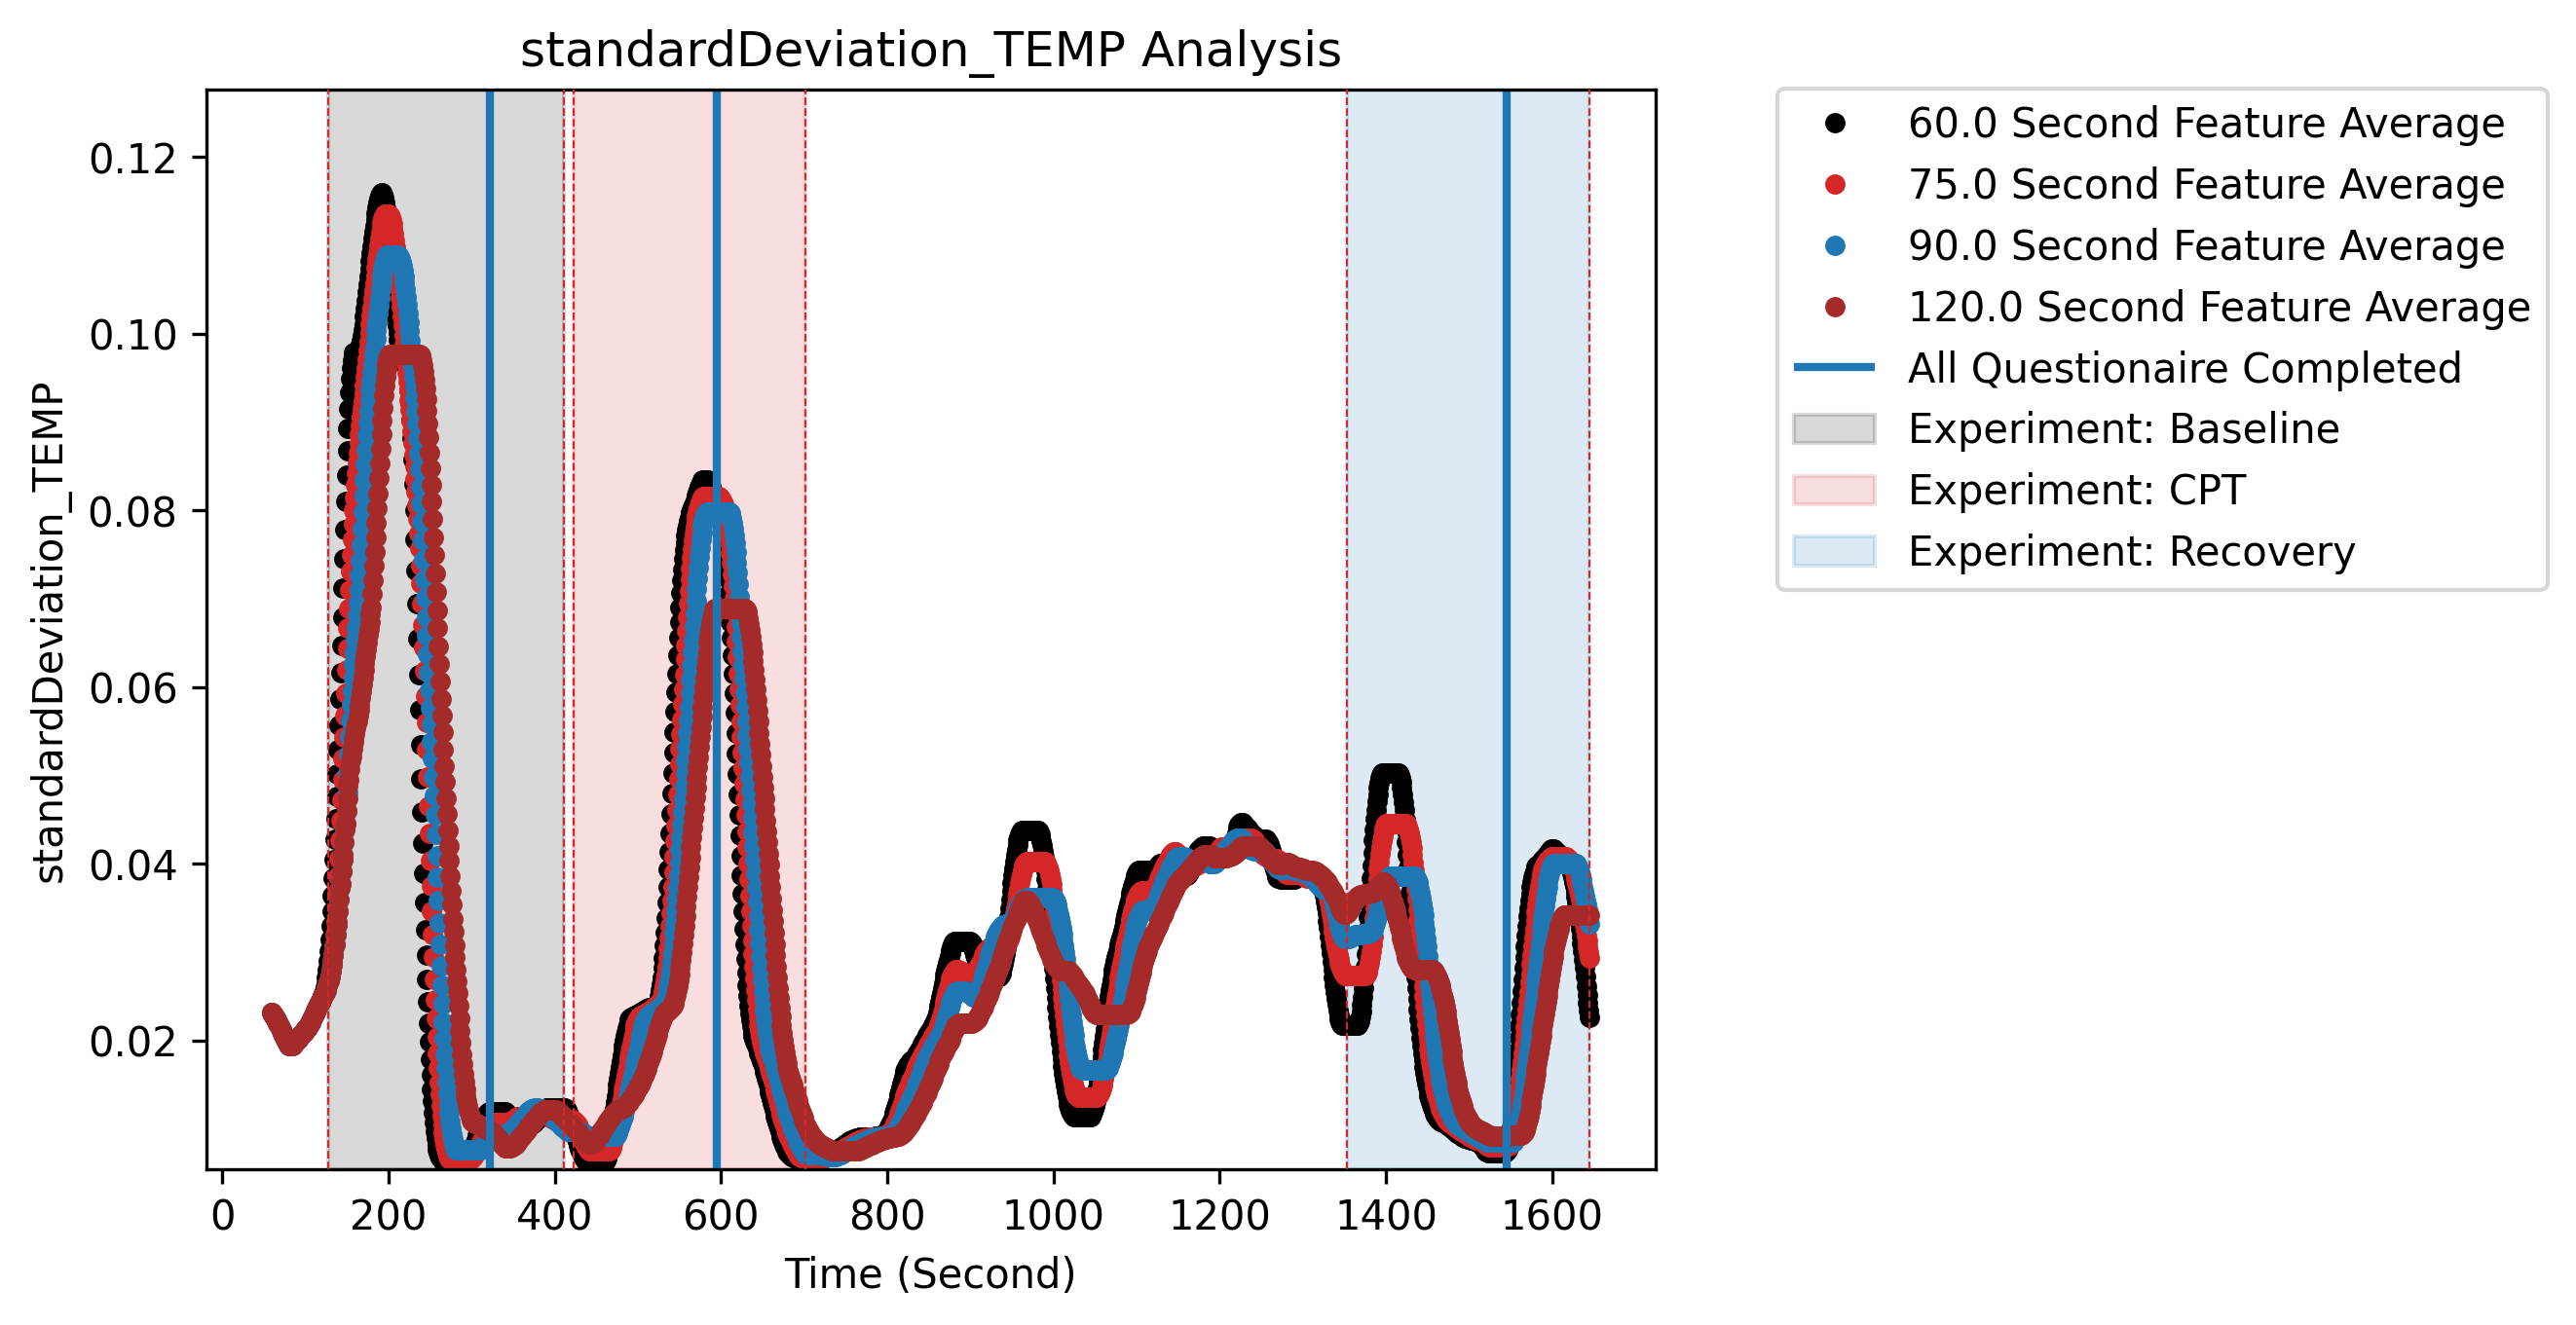 standardDeviation_TEMP Analysis
standardDeviation_TEMP
0.12
0.10
0.08
0.06
0.04
0.02
0 200 400 600 800 1000 1200 1400 1600
Time (Second)
60.0 Second Feature Average
75.0 Second Feature Average
90.0 Second Feature Average
120.0 Second Feature Average
All Questionaire Completed
Experiment: Baseline
Experiment: CPT
Experiment: Recovery